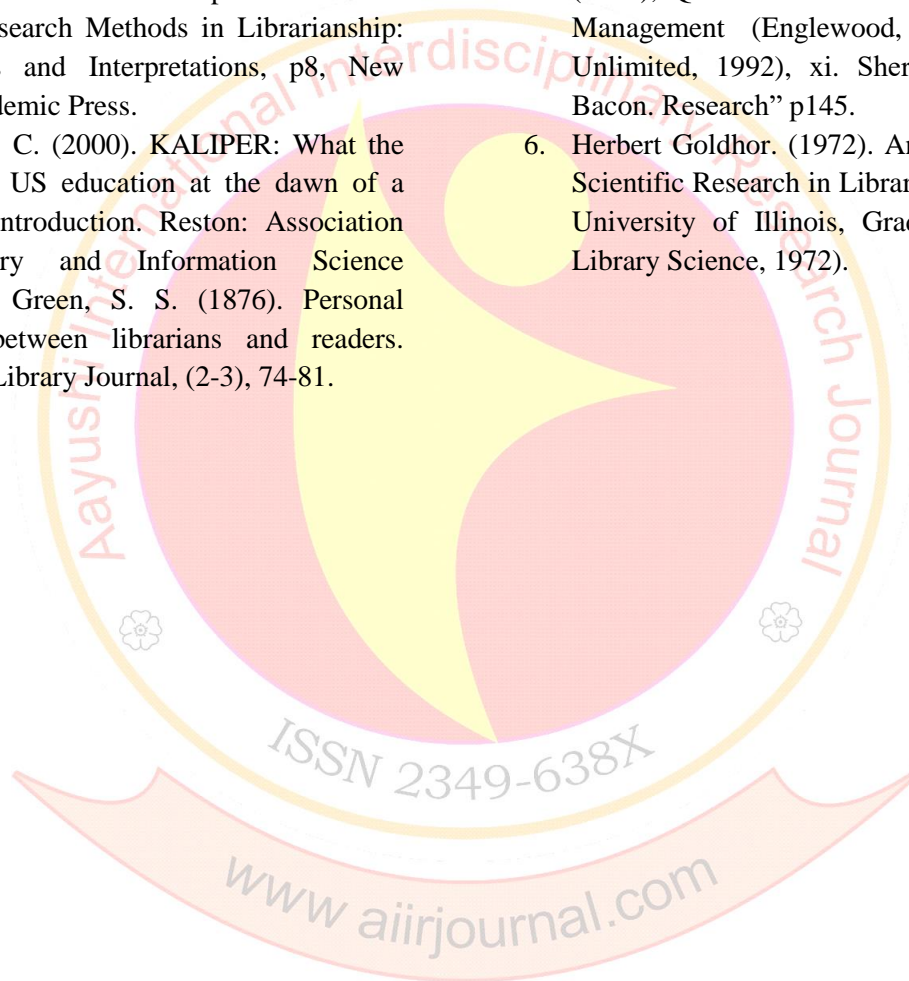 search Methods in Librarianship:
and Interpretations, p8, New
demic Press.
C. (2000). KALIPER: What the
US education at the dawn of a
ntroduction. Reston: Association
ry and Information Science
Green, S. S. (1876). Personal
between librarians and readers.
Library Journal, (2-3), 74-81.
Management (Englewood,
Unlimited, 1992), xi. Sher
Bacon. Research” p145.
6. Herbert Goldhor. (1972). A
Scientific Research in Librar
University of Illinois, Grad
Library Science, 1972).
Aayushi International Interdisciplinary Research Journal
ISSN 2349-638X
www aiirjournal.com